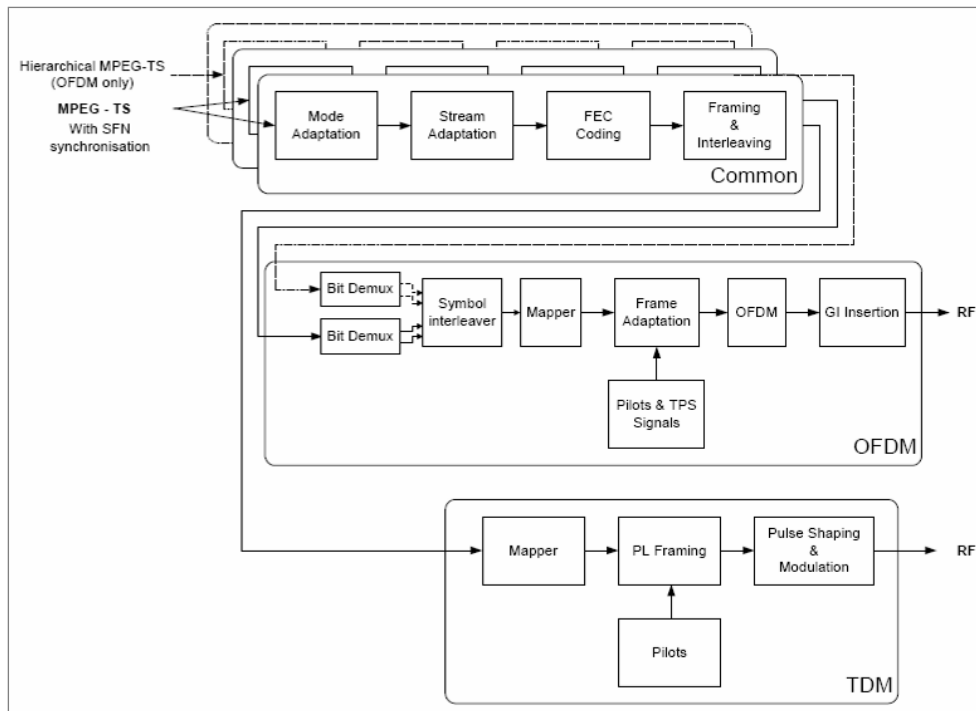 Hierarchical MPEG-TS
(OFDM only)
MPEG - TS
With SFN
synchronisation
Mode
Adaptation
Stream
Adaptation
FEC
Coding
Framing
&
Interleaving
Common
Bit Demux
Bit Demux
Symbol
interleaver
Mapper
Frame
Adaptation
OFDM
GI Insertion
RF
Pilots & TPS
Signals
OFDM
Mapper
PL Framing
Pulse Shaping
&
Modulation
RF
Pilots
TDM